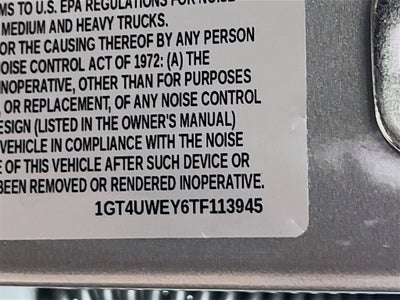 MS TO U.S. EPA REGULATIONS FOR NOISE
MEDIUM AND HEAVY TRUCKS.
OR THE CAUSING THEREOF BY ANY PERSON
NOISE CONTROL ACT OF 1972: (A) THE
INOPERATIVE, OTHER THAN FOR PURPOSES
, OR REPLACEMENT, OF ANY NOISE CONTROL
ESIGN (LISTED IN THE OWNER'S MANUAL)
VEHICLE IN COMPLIANCE WITH THE NOISE
E OF THIS VEHICLE AFTER SUCH DEVICE OR
BEEN REMOVED OR RENDERED INOPERATIVE.
1GT4UWEY6TF113945